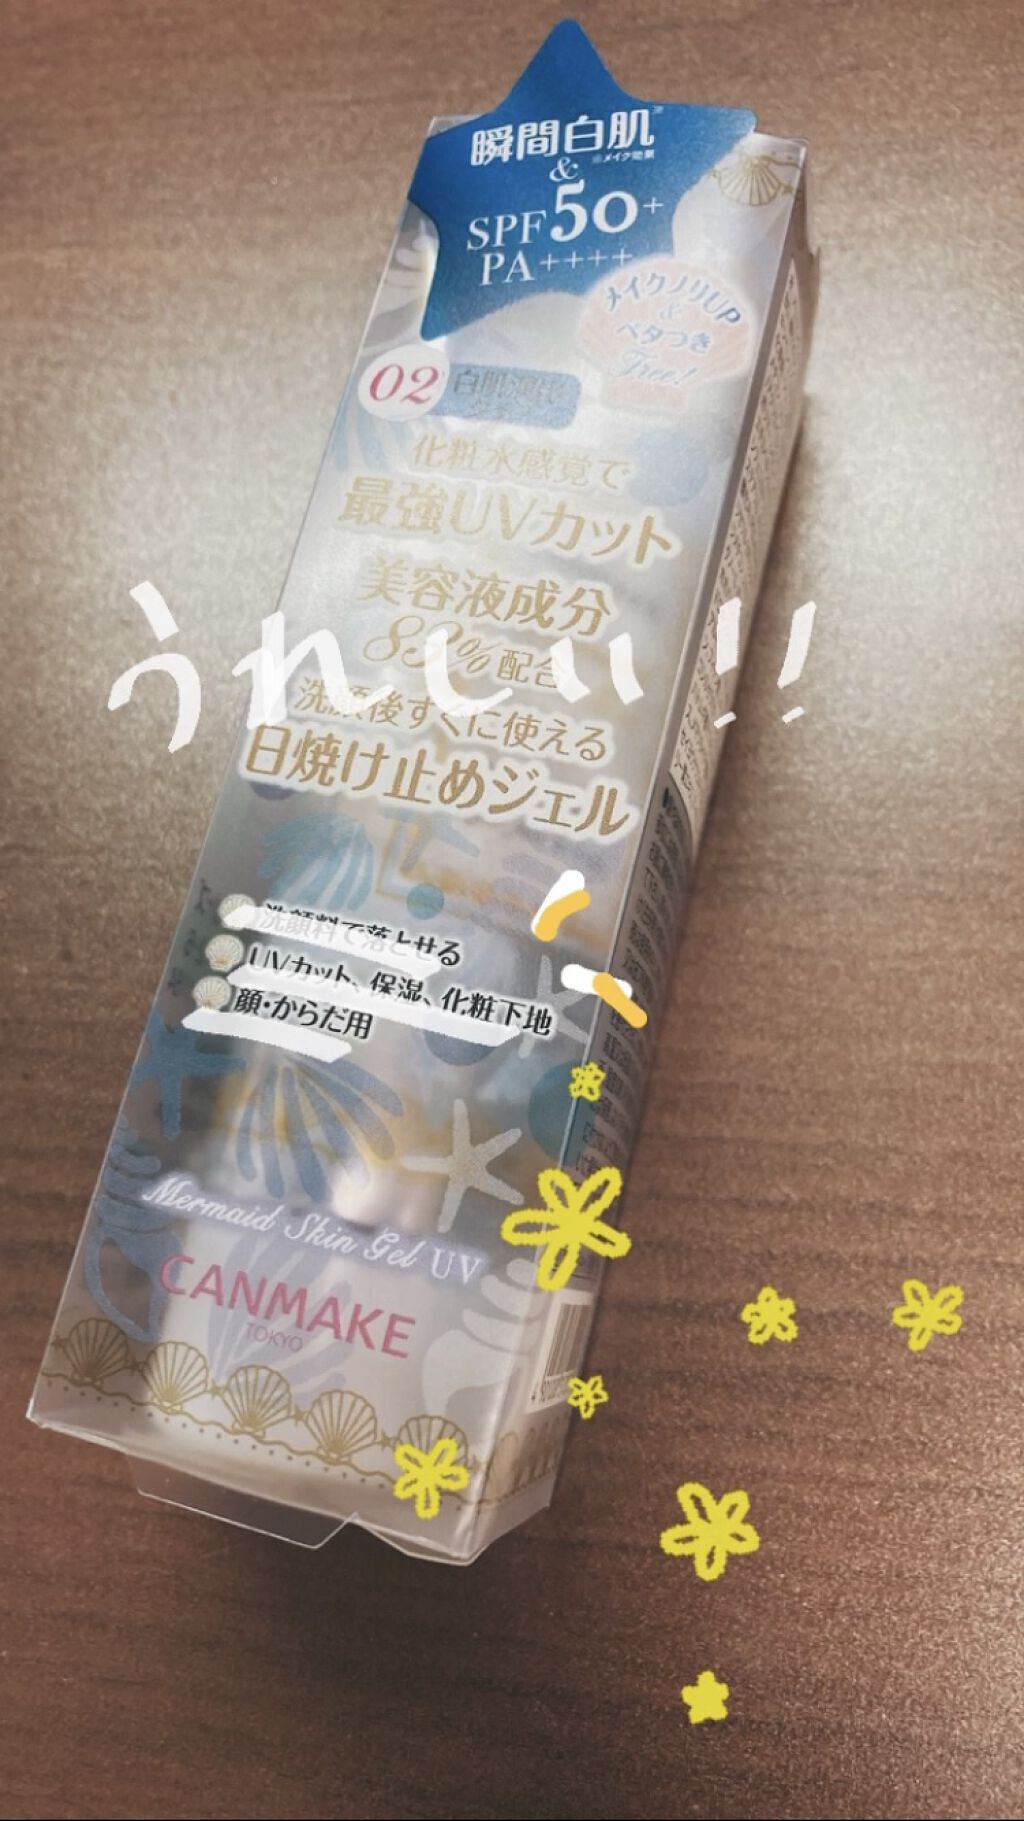 瞬間白肌
※メイク効果
&
SPF50+
PA++++
メイクノリUP
&
ベタつき
Free!
02
化粧水感覚で
最強UVカット
美容液成分
83%配合
うれしい!!
洗顔後すぐに使える
日焼け止めジェル
洗顔料で落とせる
UVカット、保湿、化粧下地
顔・からだ用
Mermaid Skin Gel UV
CANMAKE
TOKYO